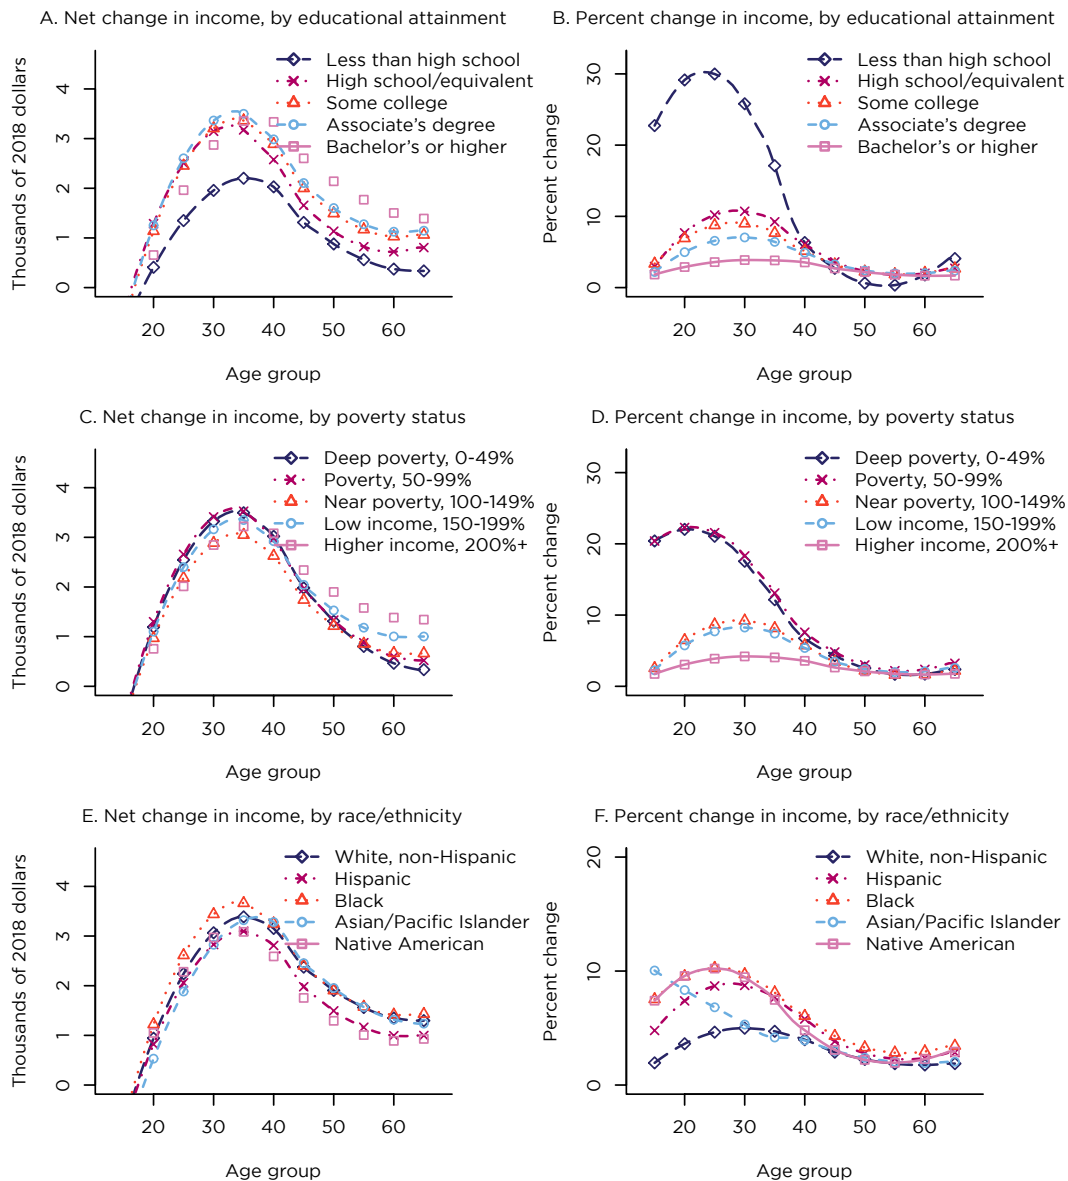 A. Net change in income, by educational attainment
Thousands of 2018 dollars
4
3
2
1
0
Less than high school
High school/equivalent
Some college
Associate's degree
Bachelor's or higher
20 30 40 50 60
Age group
B. Percent change in income, by educational attainment
Percent change
30
20
10
0
Less than high school
High school/equivalent
Some college
Associate's degree
Bachelor's or higher
20 30 40 50 60
Age group
C. Net change in income, by poverty status
Thousands of 2018 dollars
4
3
2
1
0
Deep poverty, 0-49%
Poverty, 50-99%
Near poverty, 100-149%
Low income, 150-199%
Higher income, 200%+
20 30 40 50 60
Age group
D. Percent change in income, by poverty status
Percent change
30
20
10
0
Deep poverty, 0-49%
Poverty, 50-99%
Near poverty, 100-149%
Low income, 150-199%
Higher income, 200%+
20 30 40 50 60
Age group
E. Net change in income, by race/ethnicity
Thousands of 2018 dollars
4
3
2
1
0
White, non-Hispanic
Hispanic
Black
Asian/Pacific Islander
Native American
20 30 40 50 60
Age group
F. Percent change in income, by race/ethnicity
Percent change
20
10
0
White, non-Hispanic
Hispanic
Black
Asian/Pacific Islander
Native American
20 30 40 50 60
Age group